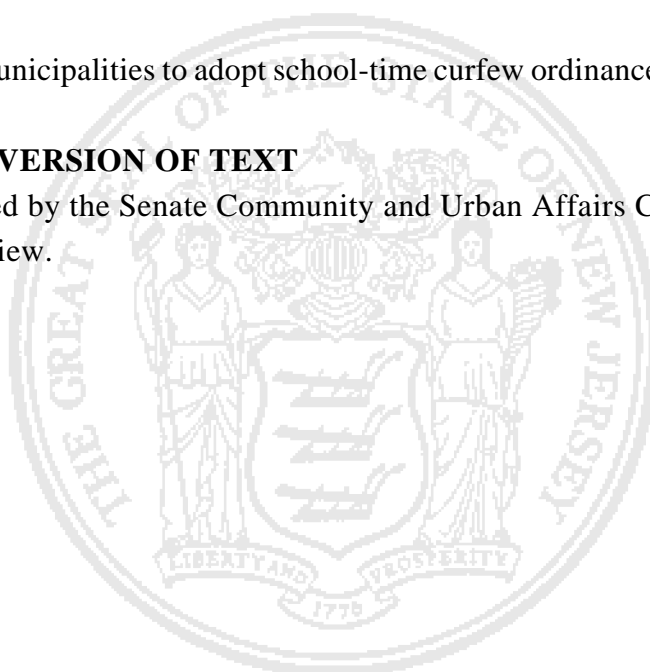 unicipalities to adopt school-time curfew ordinance
VERSION OF TEXT
ed by the Senate Community and Urban Affairs C
iew.
THE GREAT SEAL OF THE STATE OF NEW JERSEY
LIBERTY AND PROSPERITY
1776